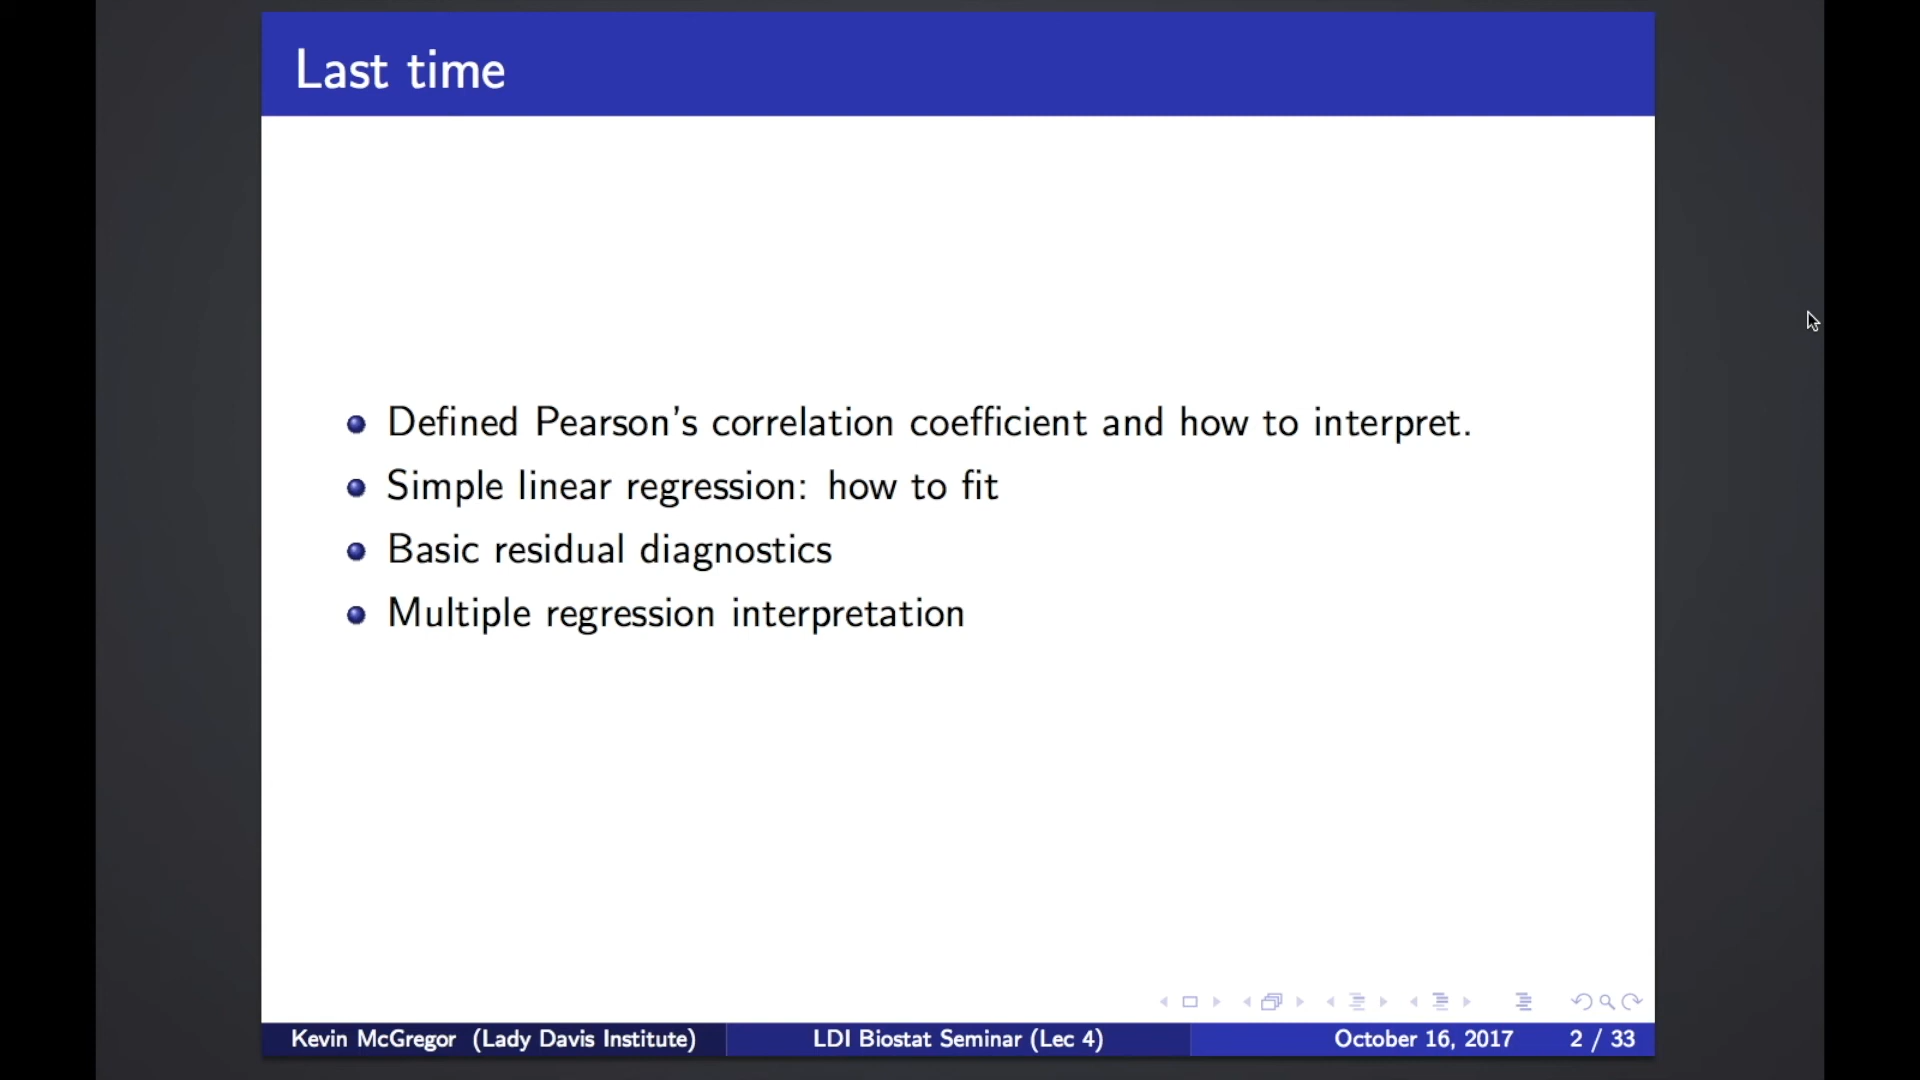 Last time
Defined Pearson's correlation coefficient and how to interpret.
Simple linear regression: how to fit
Basic residual diagnostics
Multiple regression interpretation
Kevin McGregor (Lady Davis Institute) LDI Biostat Seminar (Lec 4) October 16, 2017 2 / 33